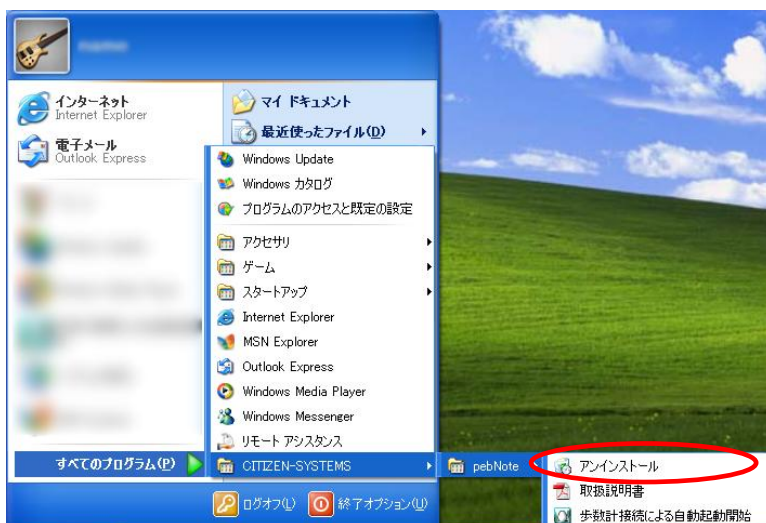 インターネット
Internet Explorer
電子メール
Outlook Express
マイ ドキュメント
最近使ったファイル(D)
Windows Update
Windows カタログ
プログラムのアクセスと既定の設定
アクセサリ
ゲーム
スタートアップ
Internet Explorer
MSN Explorer
Outlook Express
Windows Media Player
Windows Messenger
リモート アシスタンス
すべてのプログラム(P)
CITIZEN-SYSTEMS
pebNote
アンインストール
取扱説明書
歩数計接続による自動起動開始
ログオフ(L)
終了オプション(U)